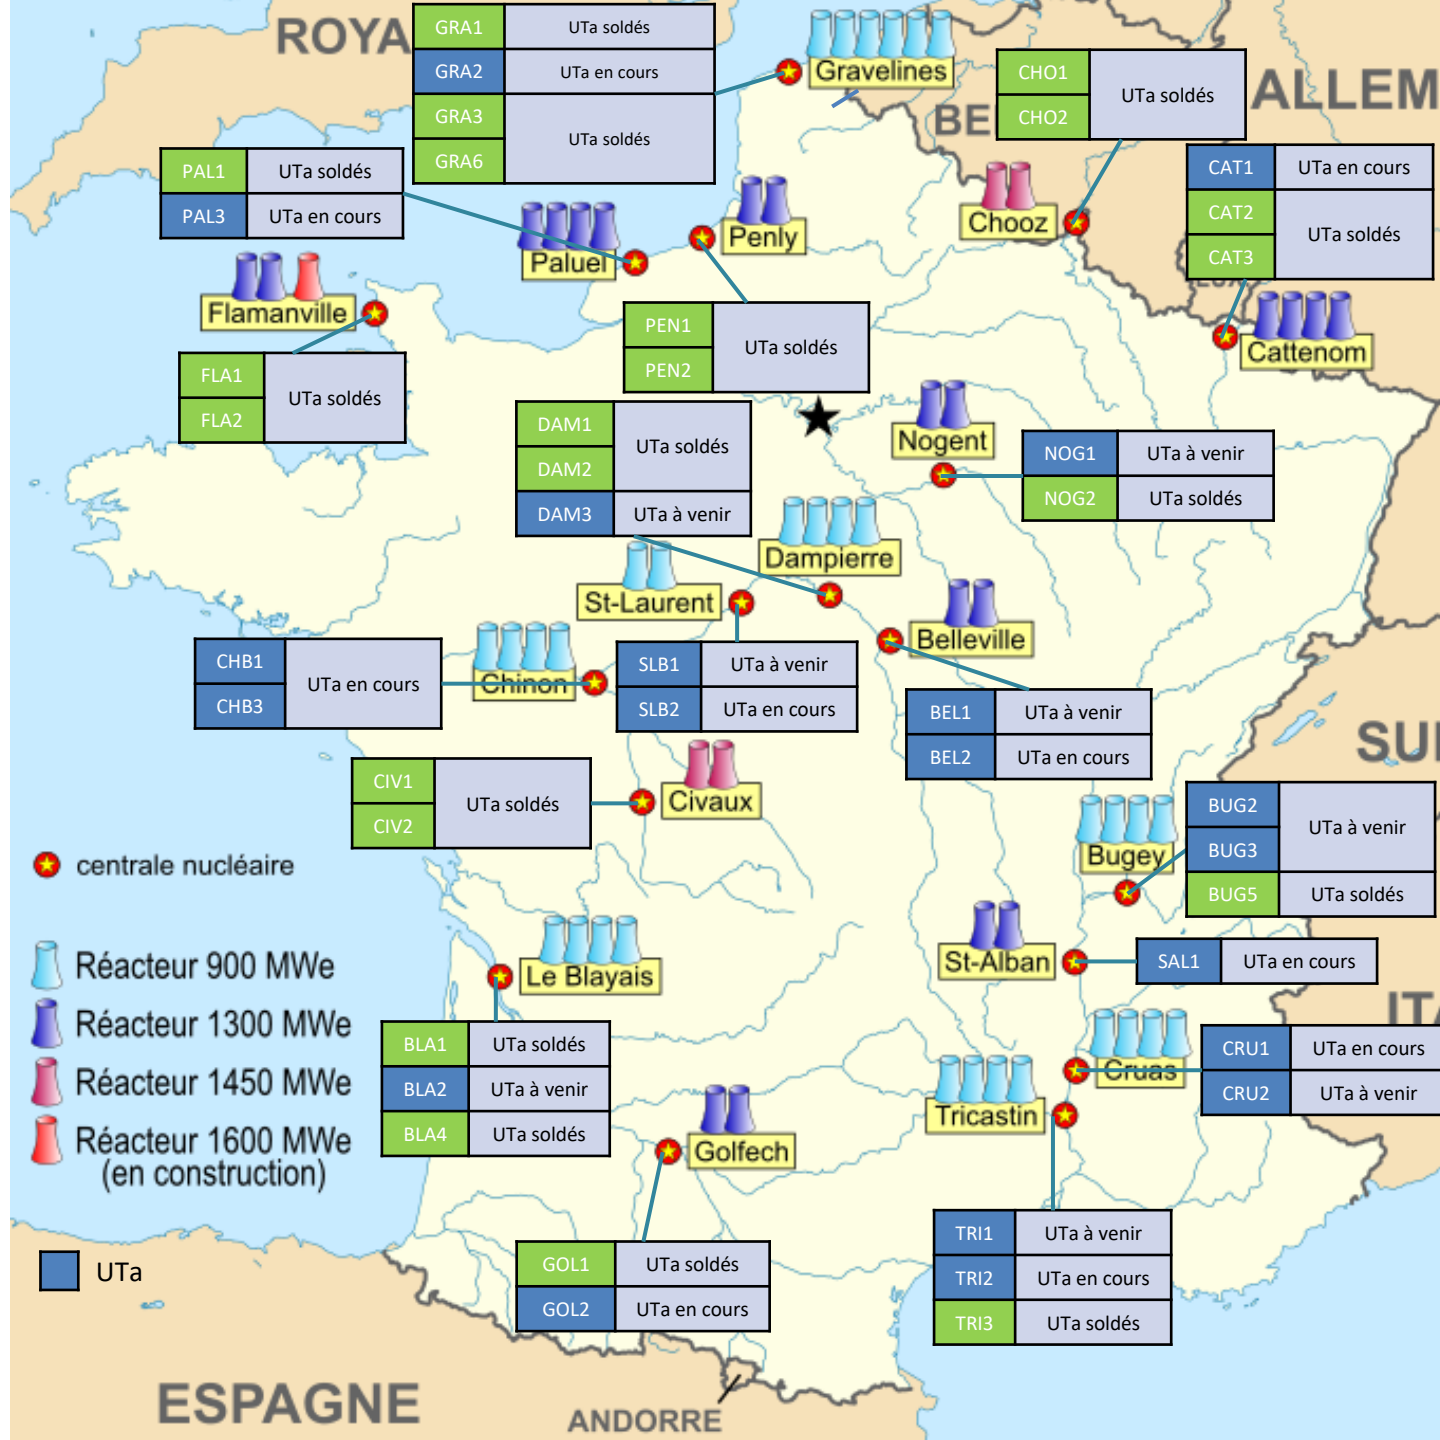 ROYA
GRA1
UTa soldés
GRA2
UTa en cours
GRA3
GRA6
UTa soldés
Gravelines
CHO1
CHO2
UTa soldés
BE
ALLEM
PAL1
UTa soldés
PAL3
UTa en cours
Paluel
Penly
Chooz
CAT1
UTa en cours
CAT2
CAT3
UTa soldés
Flamanville
Cattenom
FLA1
FLA2
UTa soldés
PEN1
PEN2
UTa soldés
DAM1
DAM2
UTa soldés
DAM3
UTa à venir
Nogent
NOG1
UTa à venir
NOG2
UTa soldés
Dampierre
St-Laurent
Belleville
CHB1
CHB3
UTa en cours
Chinon
SLB1
UTa à venir
SLB2
UTa en cours
BEL1
UTa à venir
BEL2
UTa en cours
SUI
CIV1
CIV2
UTa soldés
Civaux
BUG2
BUG3
UTa à venir
BUG5
UTa soldés
Bugey
centrale nucléaire
Réacteur 900 MWe
Réacteur 1300 MWe
Réacteur 1450 MWe
Réacteur 1600 MWe
(en construction)
Le Blayais
St-Alban
SAL1
UTa en cours
ITA
BLA1
UTa soldés
BLA2
UTa à venir
BLA4
UTa soldés
Cruas
CRU1
UTa en cours
CRU2
UTa à venir
Tricastin
Golfech
GOL1
UTa soldés
GOL2
UTa en cours
TRI1
UTa à venir
TRI2
UTa en cours
TRI3
UTa soldés
UTa
ESPAGNE
ANDORRE